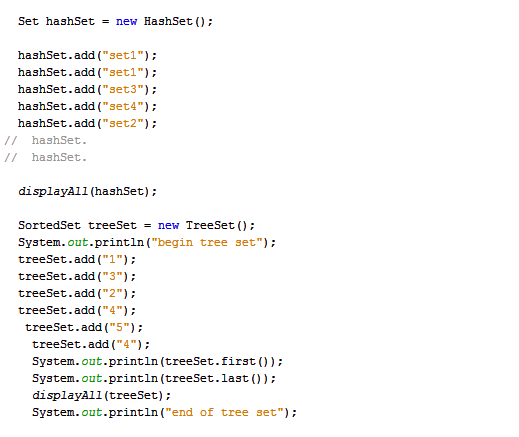 Set hashSet = new HashSet();
hashSet.add("set1");
hashSet.add("set1");
hashSet.add("set3");
hashSet.add("set4");
hashSet.add("set2");
//  hashSet.
//  hashSet.
displayAll(hashSet);
SortedSet treeSet = new TreeSet();
System.out.println("begin tree set");
treeSet.add("1");
treeSet.add("3");
treeSet.add("2");
treeSet.add("4");
treeSet.add("5");
treeSet.add("4");
System.out.println(treeSet.first());
System.out.println(treeSet.last());
displayAll(treeSet);
System.out.println("end of tree set");